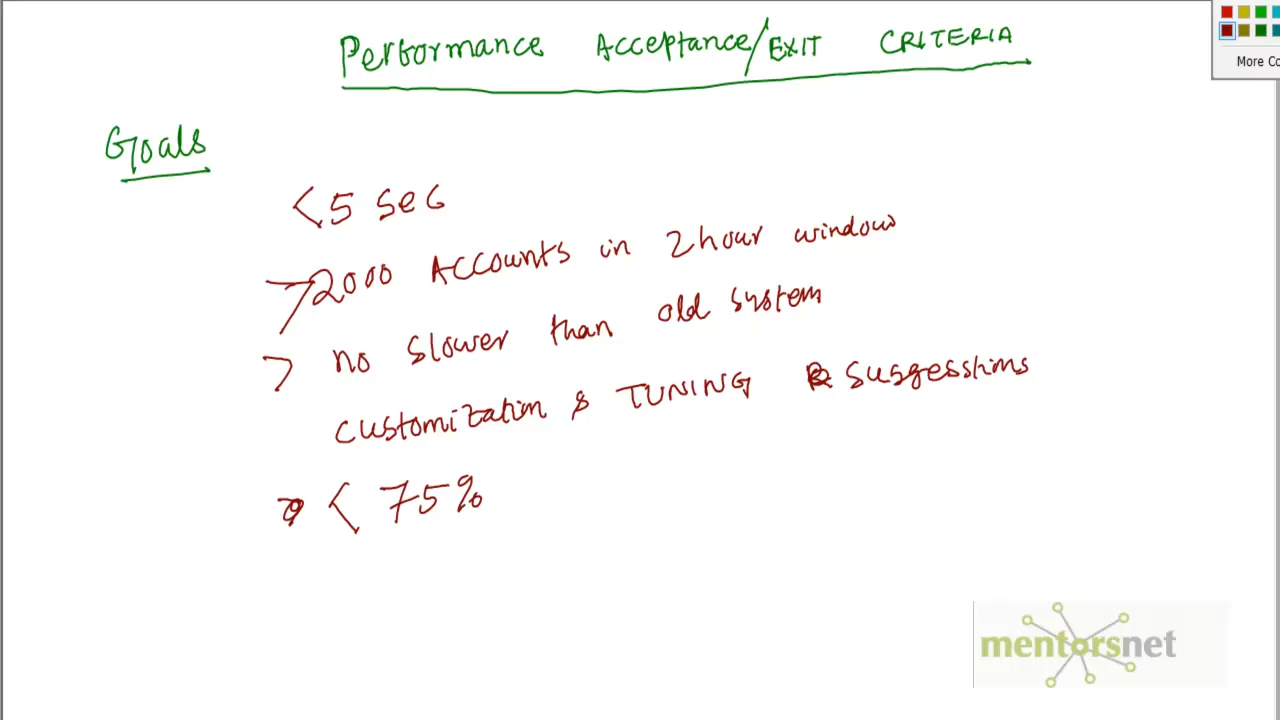 Performance Acceptance/EXIT CRITERIA
More Co
Goals
<5 sec
>2000 Accounts in 2 hour window
> no slower than old system
customization & TUNING suggesstions
< 75%
mentorsnet